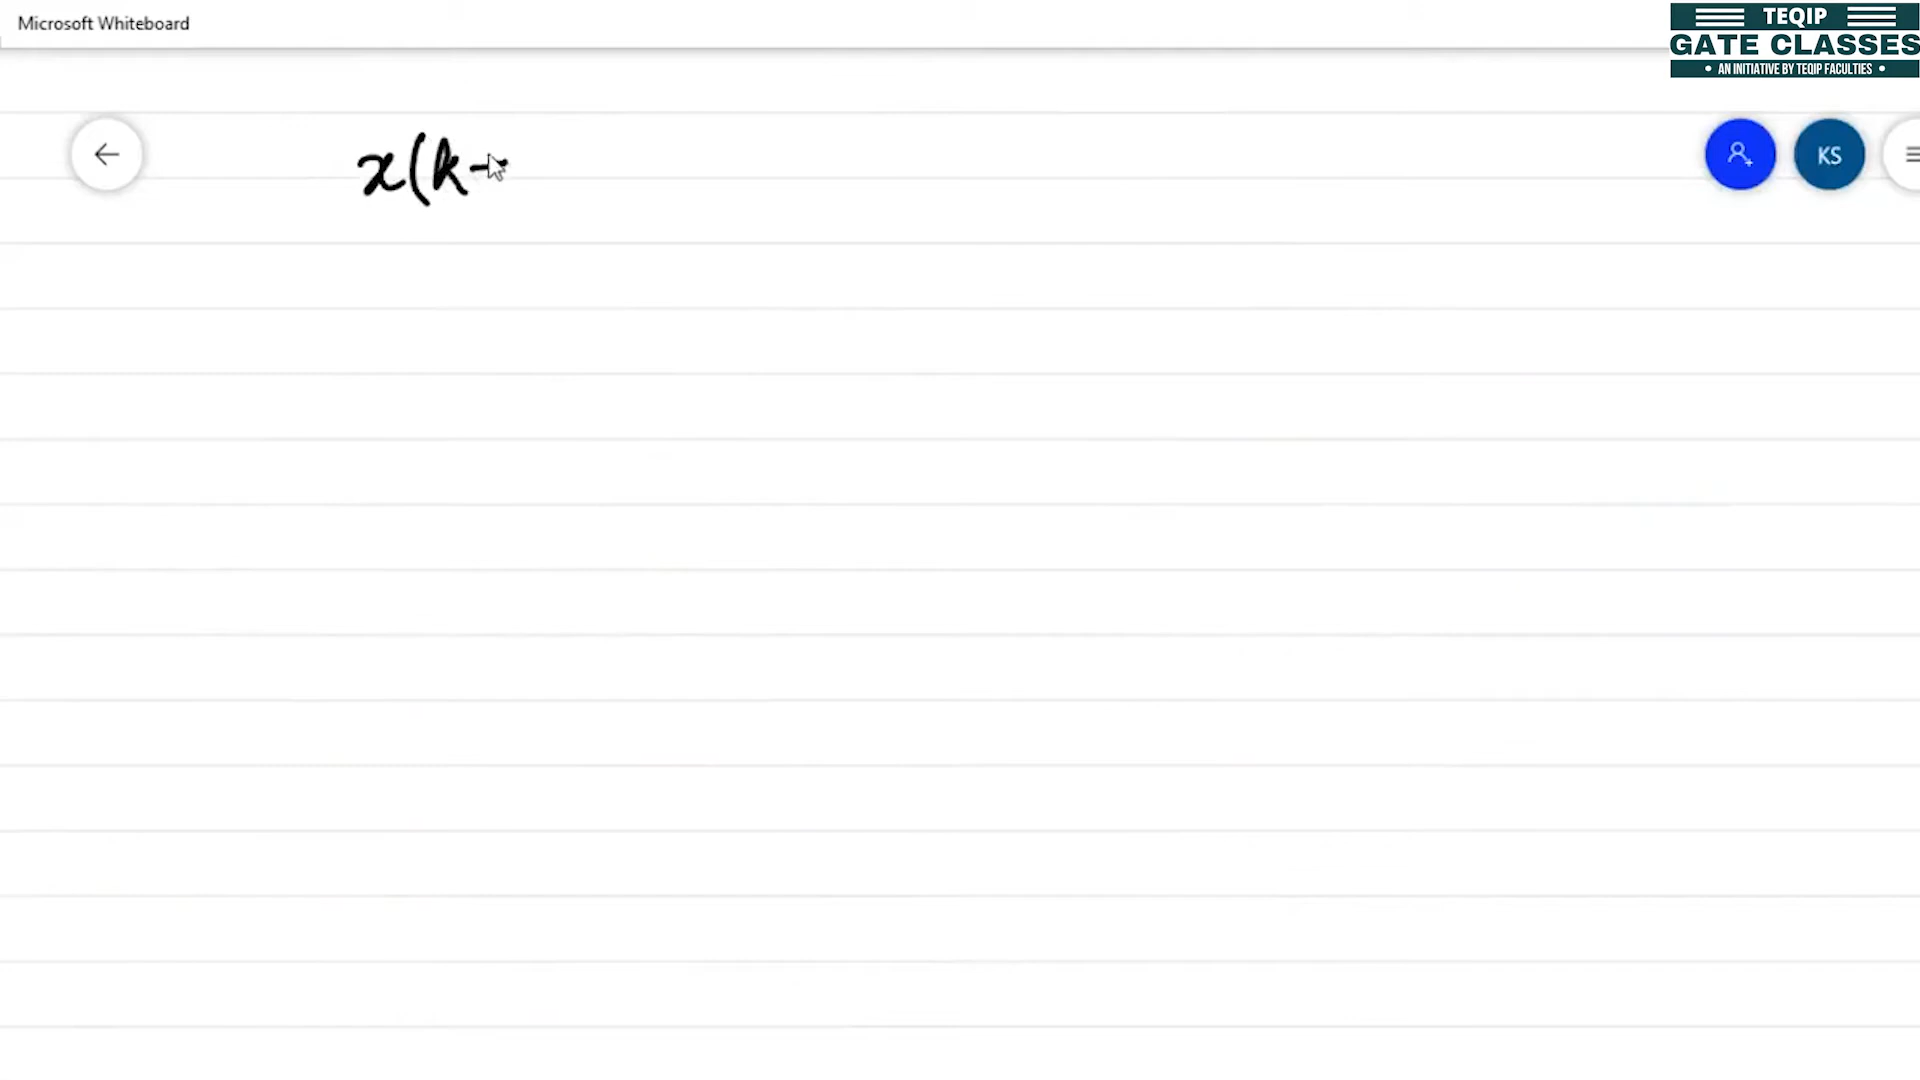 Microsoft Whiteboard
TEQIP
GATE CLASSES
• AN INITIATIVE BY TEQIP FACULTIES •
x(k-
KS